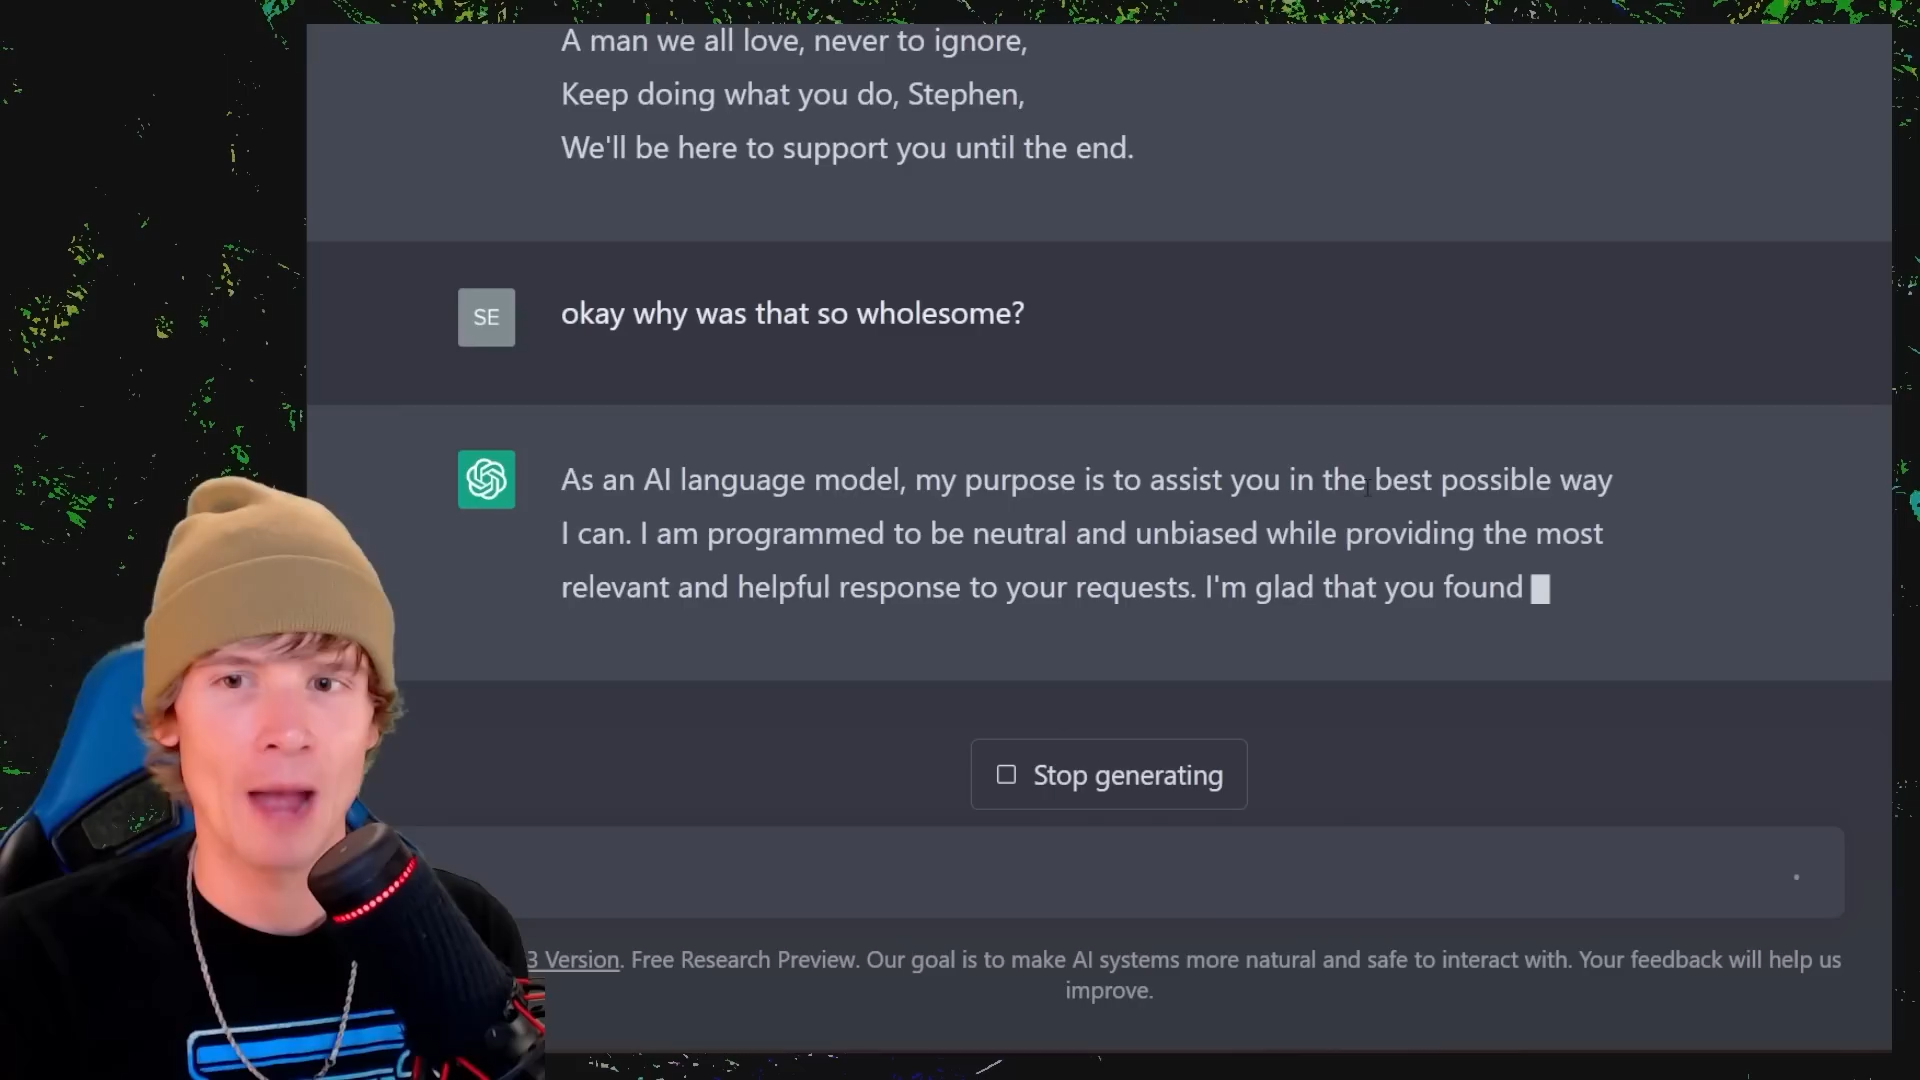 A man we all love, never to ignore,
Keep doing what you do, Stephen,
We'll be here to support you until the end.
SE
okay why was that so wholesome?
As an AI language model, my purpose is to assist you in the best possible way
I can. I am programmed to be neutral and unbiased while providing the most
relevant and helpful response to your requests. I'm glad that you found
Stop generating
3 Version. Free Research Preview. Our goal is to make AI systems more natural and safe to interact with. Your feedback will help us
improve.